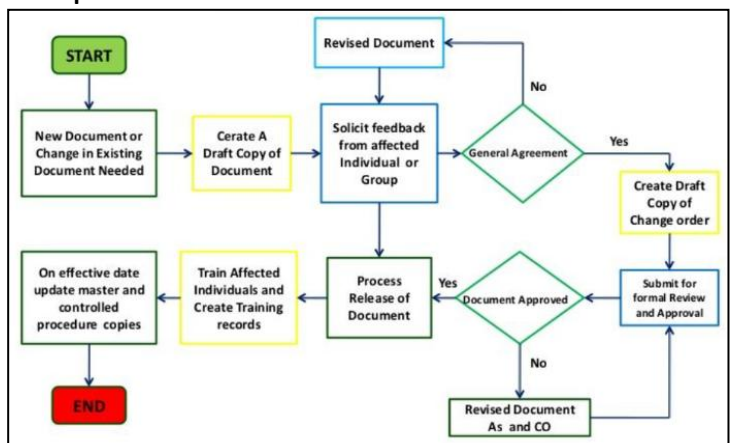 START
New Document or
Change in Existing
Document Needed
Cerate A
Draft Copy of
Document
Revised Document
Solicit feedback
from affected
Individual or
Group
General Agreement
No
Yes
Create Draft
Copy of
Change order
Submit for
formal Review
and Approval
Document Approved
No
Revised Document
As and CO
Yes
Process
Release of
Document
Train Affected
Individuals and
Create Training
records
On effective date
update master and
controlled
procedure copies
END